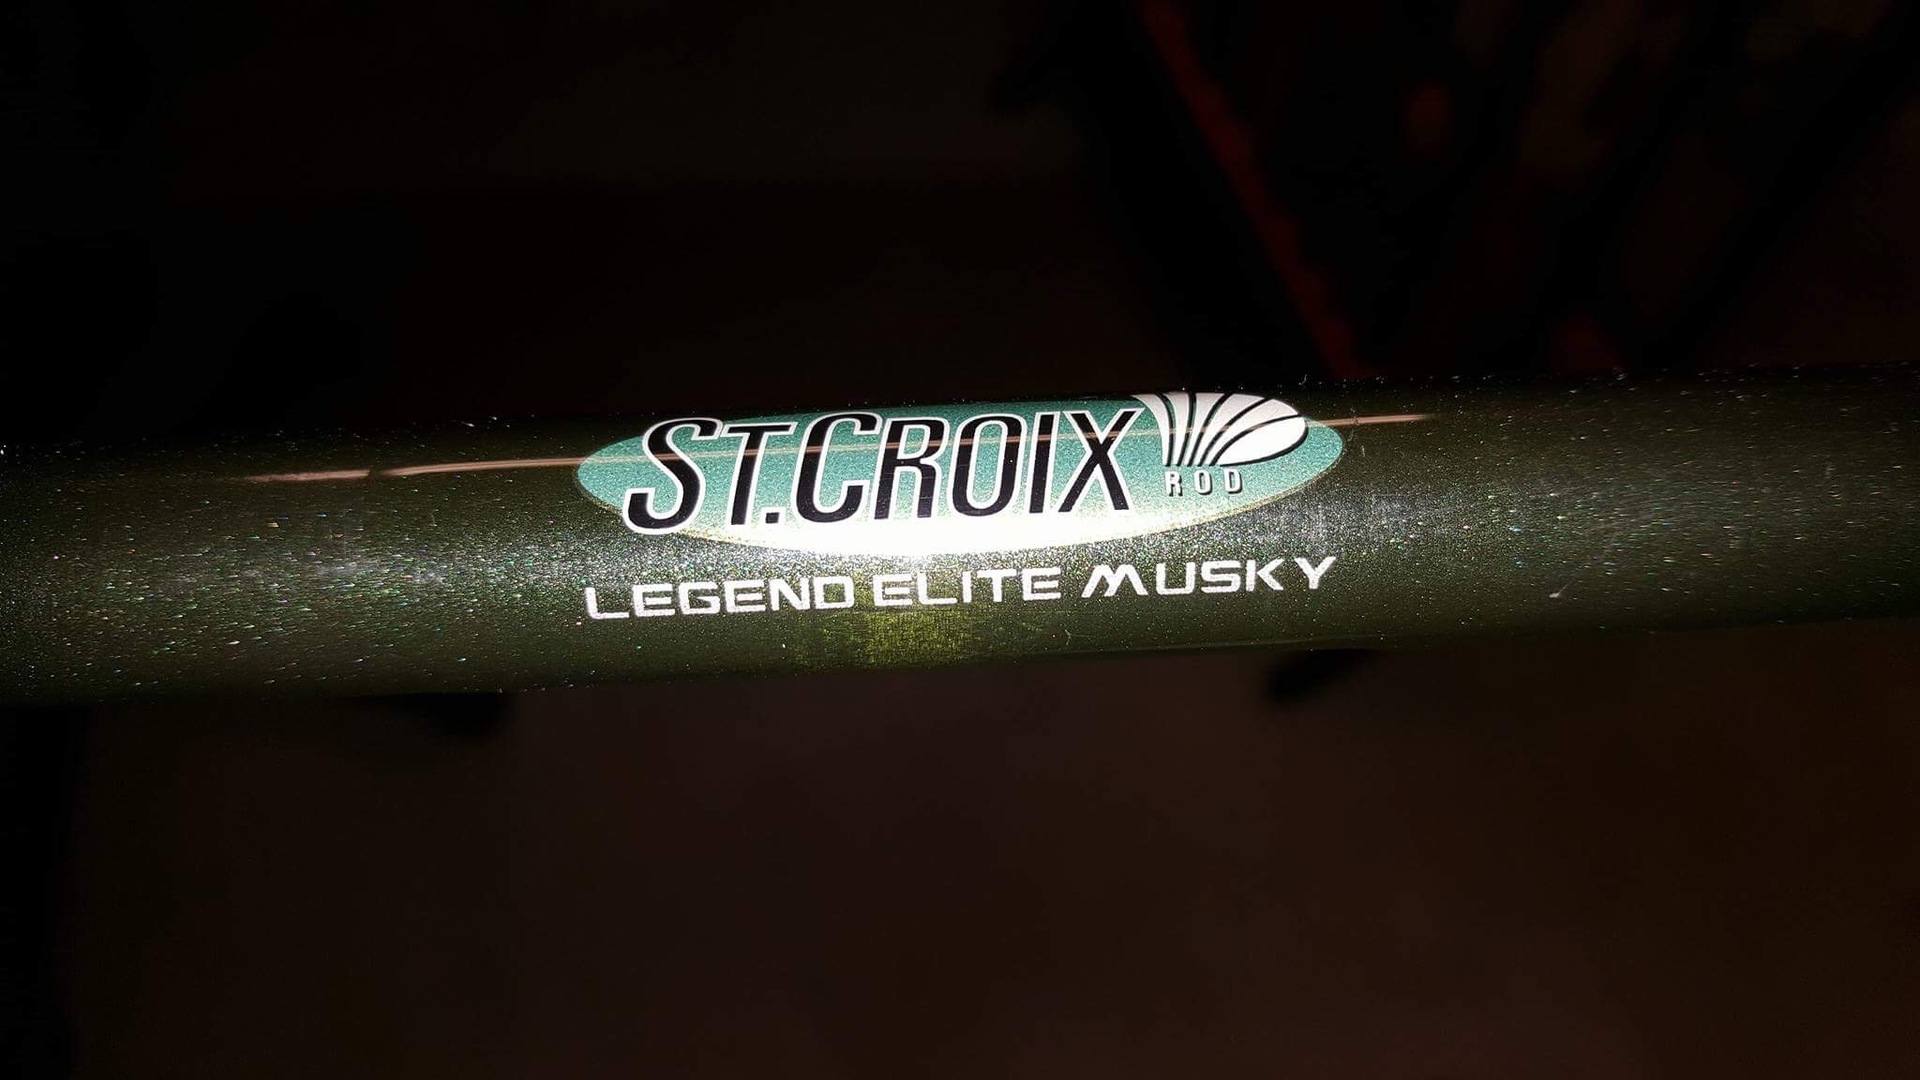 ST.CROIX
ROD
LEGEND ELITE MUSKY